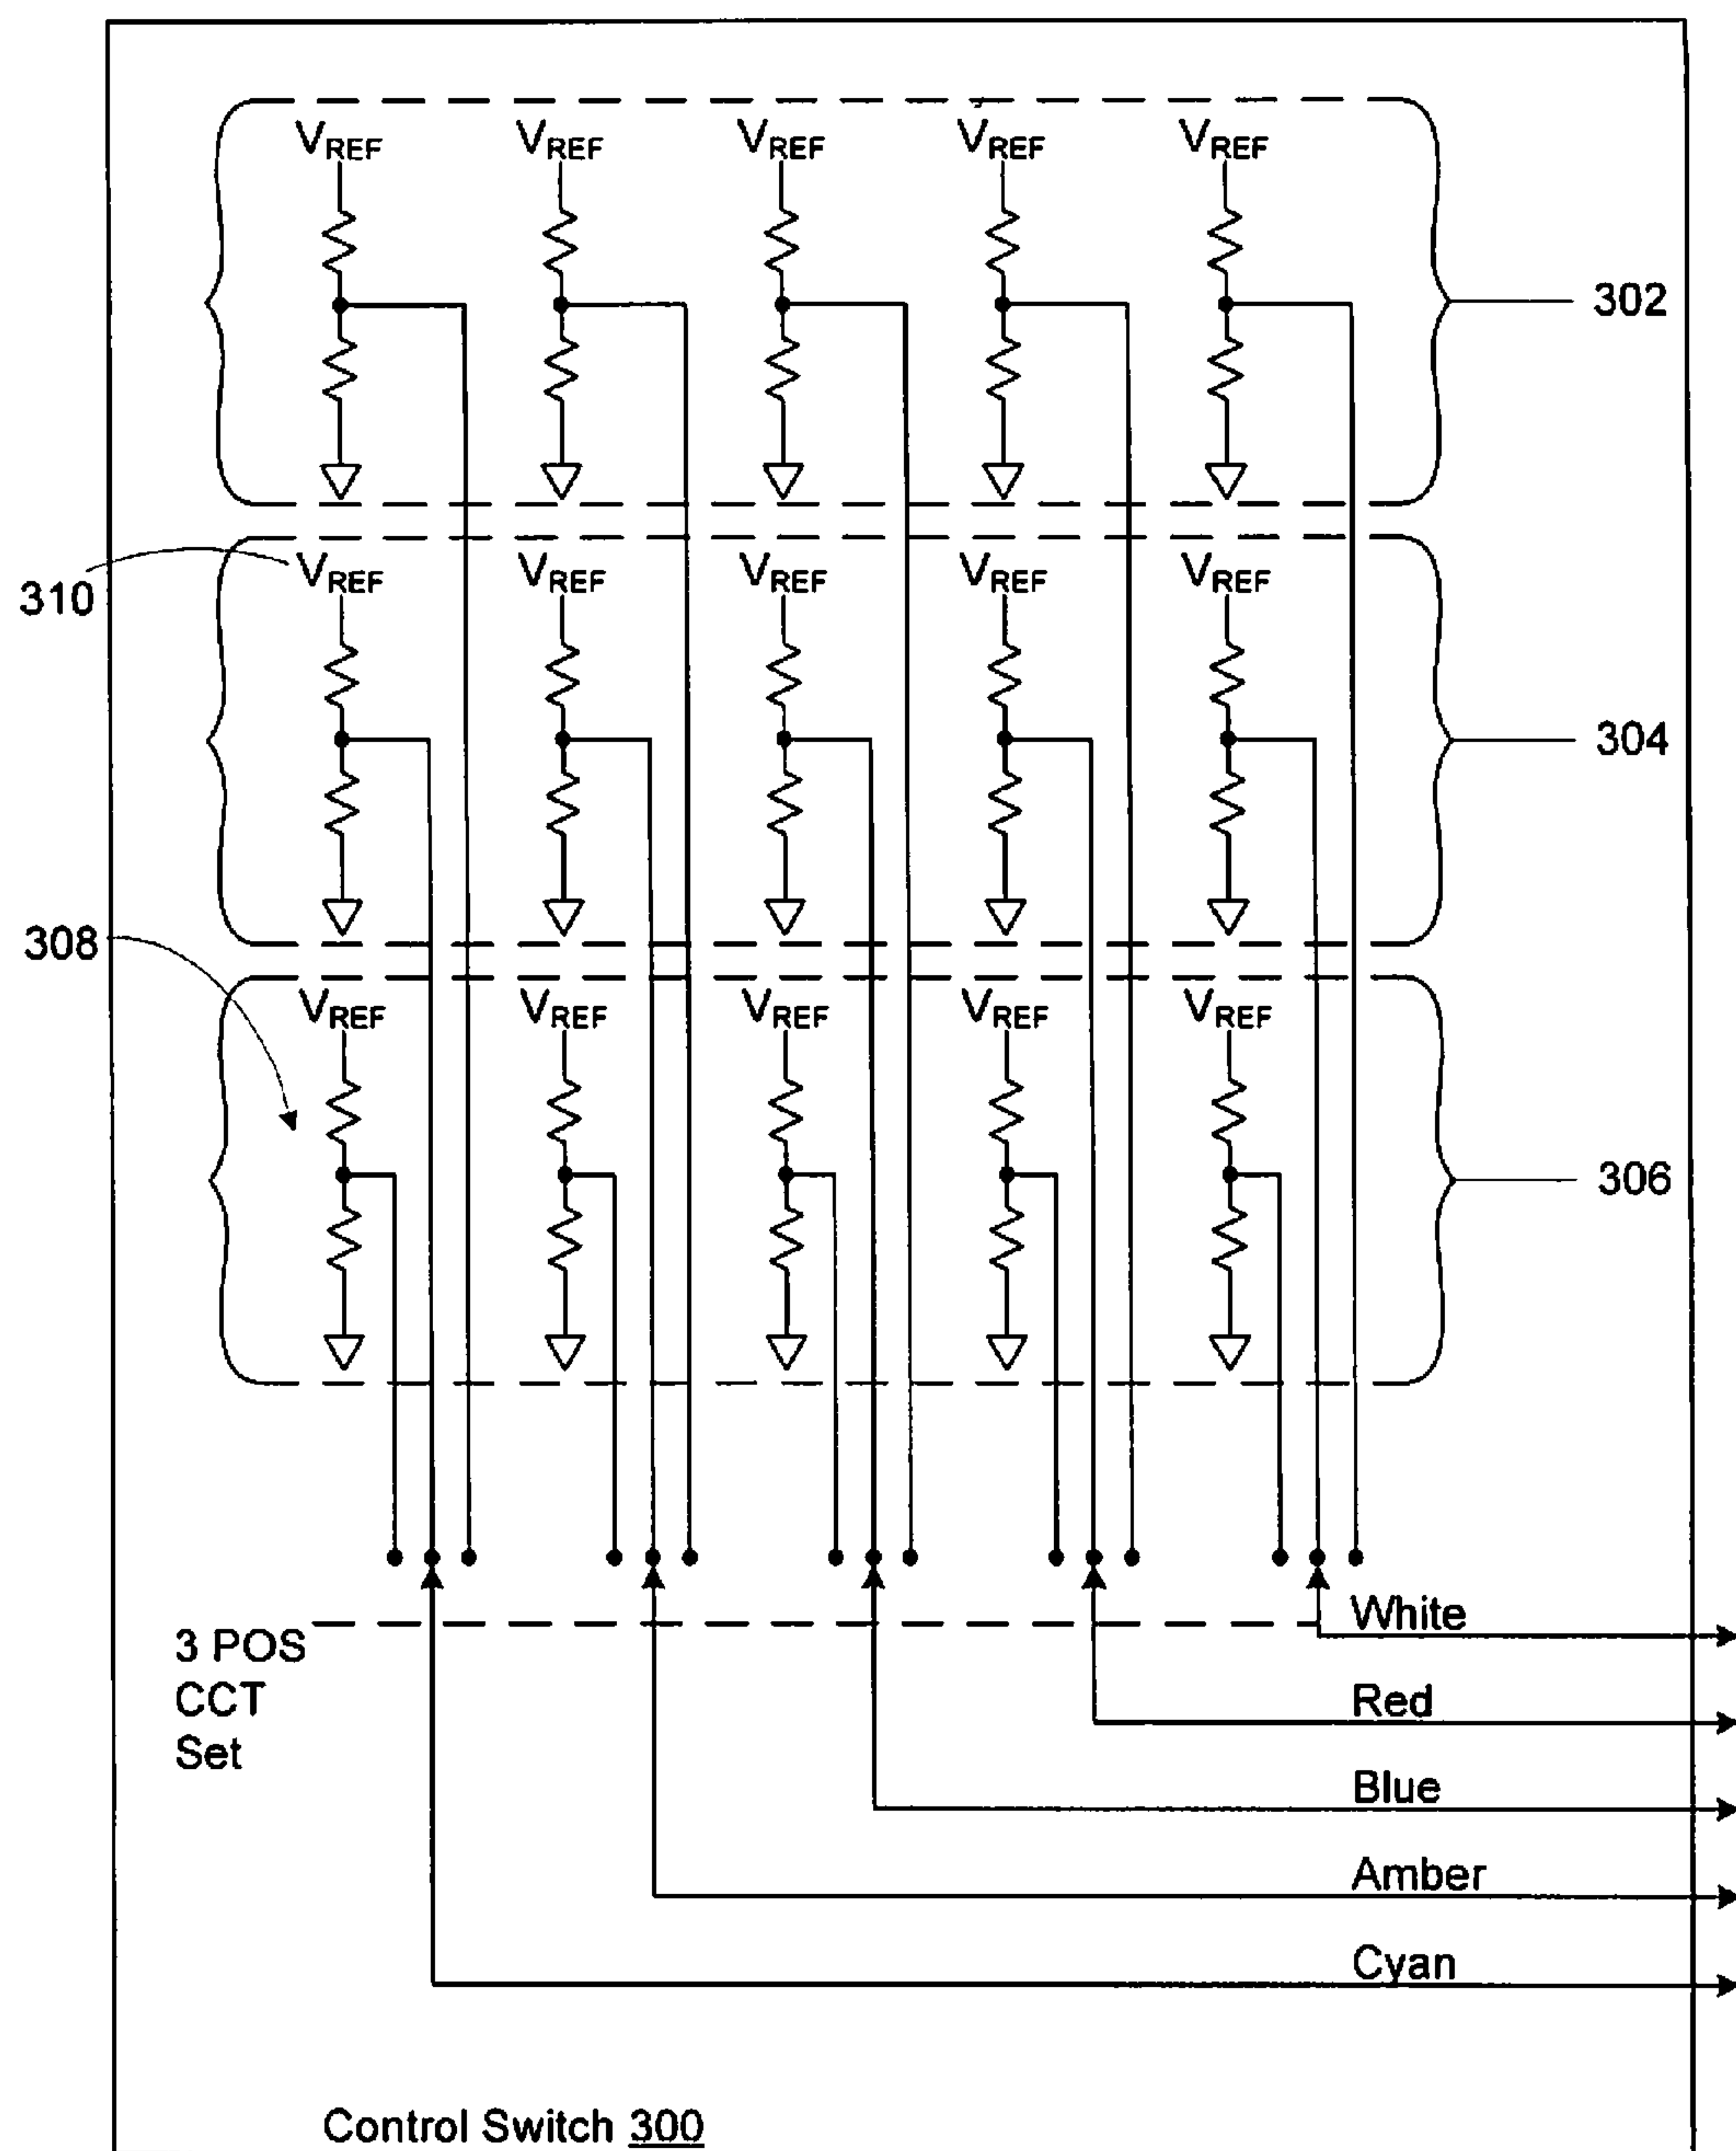 VREF VREF VREF VREF VREF
302
VREF VREF VREF VREF VREF
310
304
308
VREF VREF VREF VREF VREF
306
3 POS
CCT
Set
White
Red
Blue
Amber
Cyan
Control Switch 300